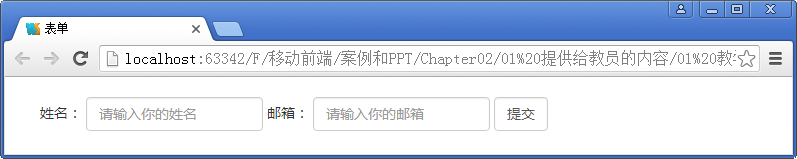 表单
localhost:63342/F/移动前端/案例和PPT/Chapter02/01%20提供给教员的内容/01%20教
姓名： 请输入你的姓名 邮箱： 请输入你的邮箱 提交